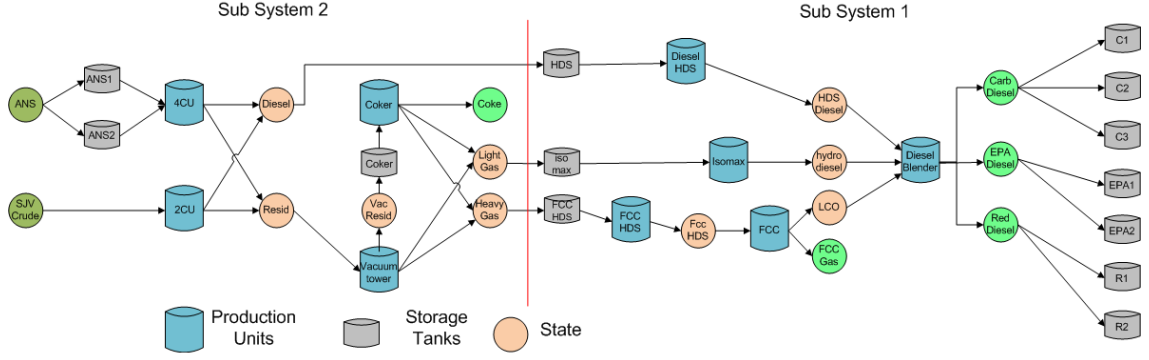 Sub System 2
Sub System 1
ANS
ANS1
ANS2
4CU
Diesel
SJV
Crude
2CU
Resid
Coker
Coke
Coker
Vac
Resid
Vacuum
tower
Light
Gas
Heavy
Gas
HDS
iso
max
FCC
HDS
Diesel
HDS
HDS
Diesel
Isomax
hydro
diesel
FCC
HDS
Fcc
HDS
FCC
LCO
FCC
Gas
Diesel
Blender
Carb
Diesel
EPA
Diesel
Red
Diesel
C1
C2
C3
EPA1
EPA2
R1
R2
Production
Units
Storage
Tanks
State